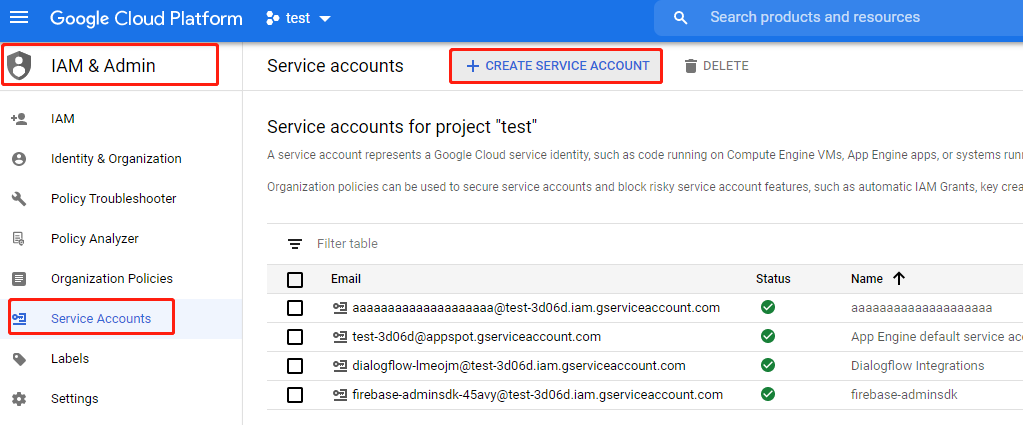 Google Cloud Platform test Search products and resources
IAM & Admin
Service accounts CREATE SERVICE ACCOUNT DELETE
IAM
Identity & Organization
Policy Troubleshooter
Policy Analyzer
Organization Policies
Service Accounts
Labels
Settings
Service accounts for project "test"
A service account represents a Google Cloud service identity, such as code running on Compute Engine VMs, App Engine apps, or systems runn
Organization policies can be used to secure service accounts and block risky service account features, such as automatic IAM Grants, key crea
Filter table
Email Status Name
aaaaaaaaaaaaaaaaaaaa@test-3d06d.iam.gserviceaccount.com aaaaaaaaaaaaaaaaaaaa
test-3d06d@appspot.gserviceaccount.com App Engine default service ac
dialogflow-lmeojm@test-3d06d.iam.gserviceaccount.com Dialogflow Integrations
firebase-adminsdk-45avy@test-3d06d.iam.gserviceaccount.com firebase-adminsdk